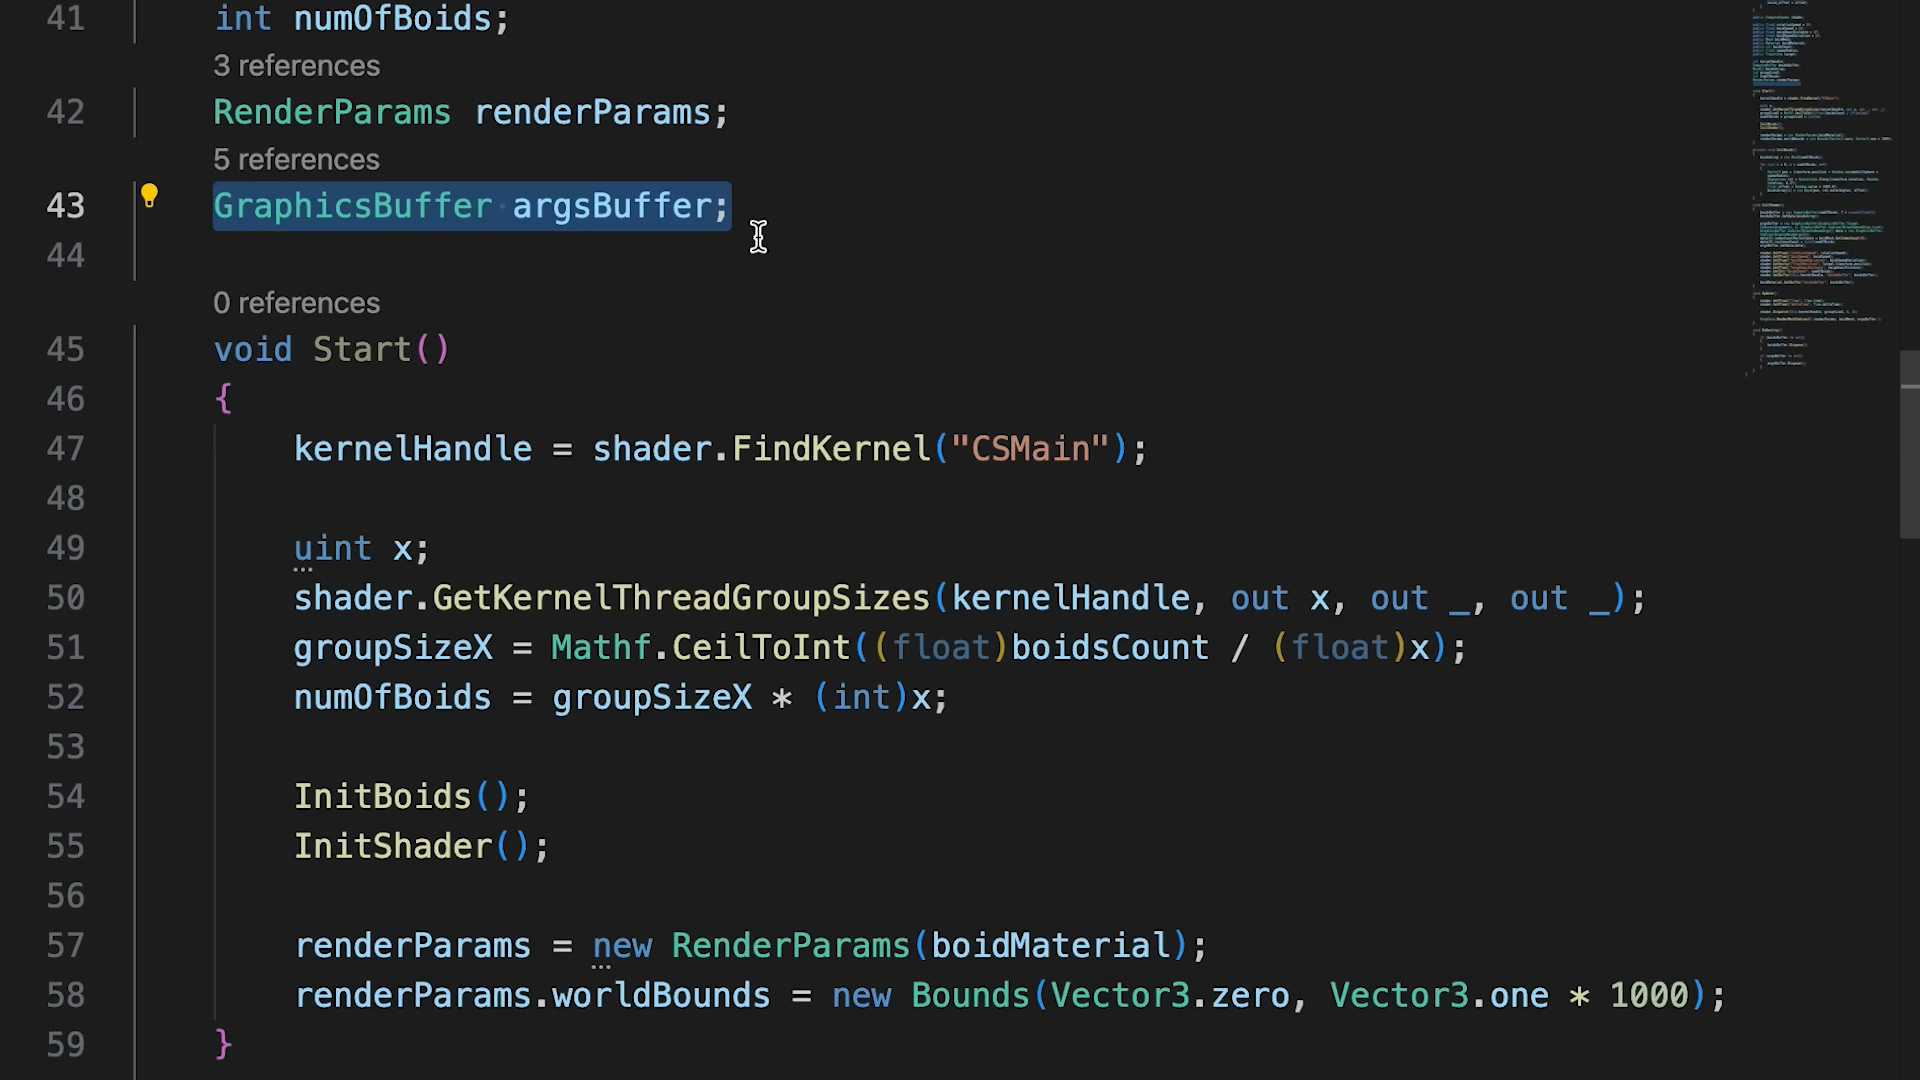 41 int numOfBoids;
3 references
42 RenderParams renderParams;
5 references
43 GraphicsBuffer argsBuffer;
44
0 references
45 void Start()
46 {
47 kernelHandle = shader.FindKernel("CSMain");
48
49 uint x;
50 shader.GetKernelThreadGroupSizes(kernelHandle, out x, out _, out _);
51 groupSizeX = Mathf.CeilToInt((float)boidsCount / (float)x);
52 numOfBoids = groupSizeX * (int)x;
53
54 InitBoids();
55 InitShader();
56
57 renderParams = new RenderParams(boidMaterial);
58 renderParams.worldBounds = new Bounds(Vector3.zero, Vector3.one * 1000);
59 }